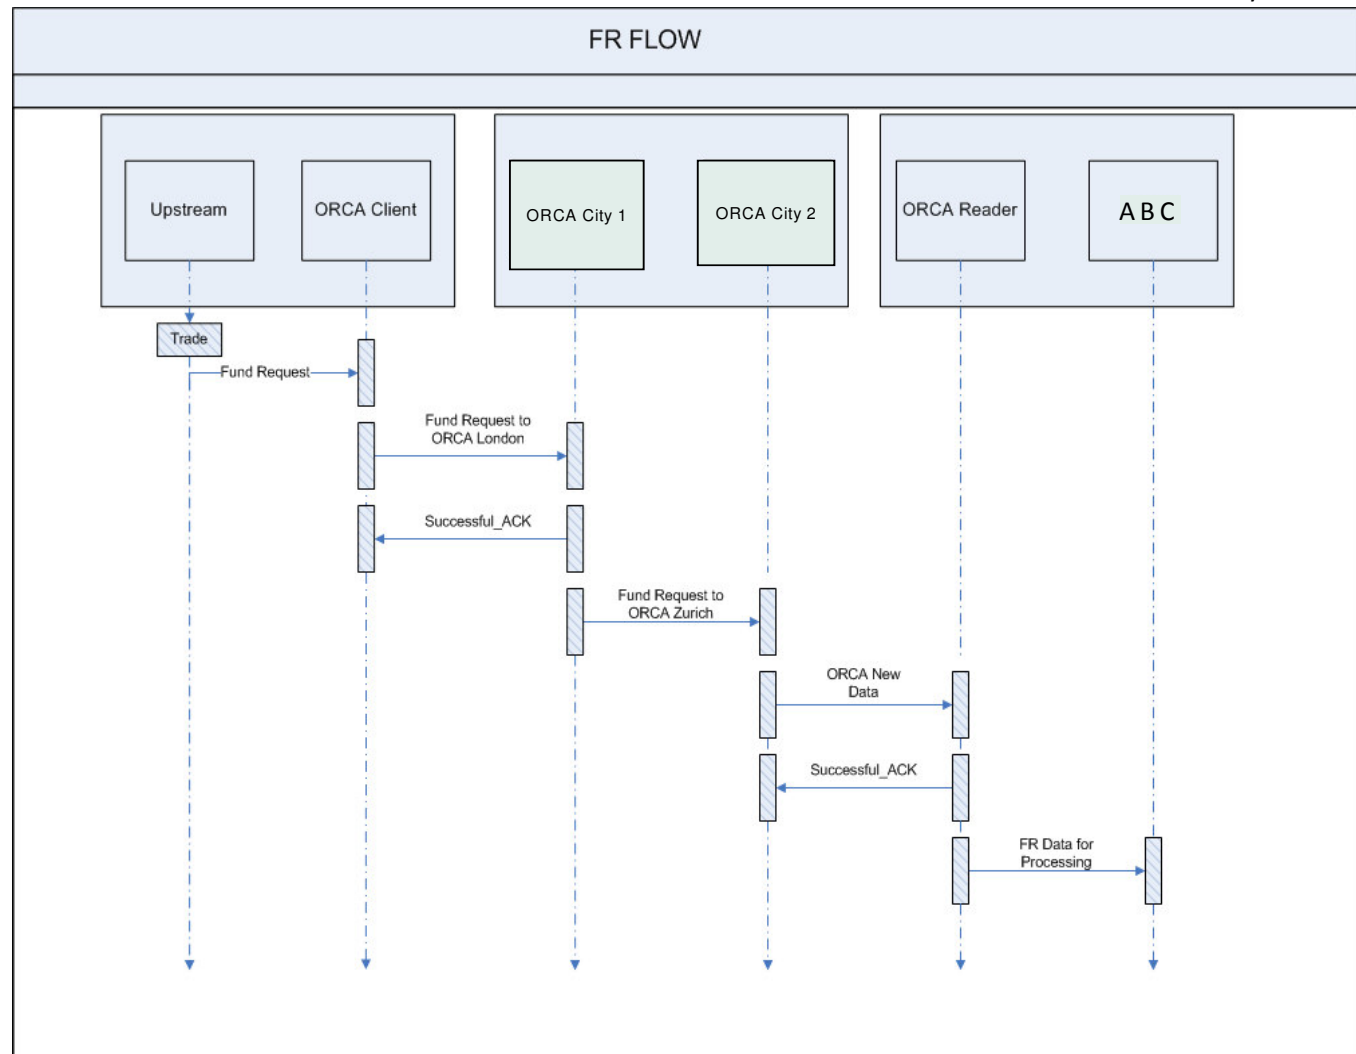 FR FLOW
Upstream
ORCA Client
ORCA City 1
ORCA City 2
ORCA Reader
A B C
Trade
Fund Request
Fund Request to
ORCA London
Successful_ACK
Fund Request to
ORCA Zurich
ORCA New
Data
Successful_ACK
FR Data for
Processing